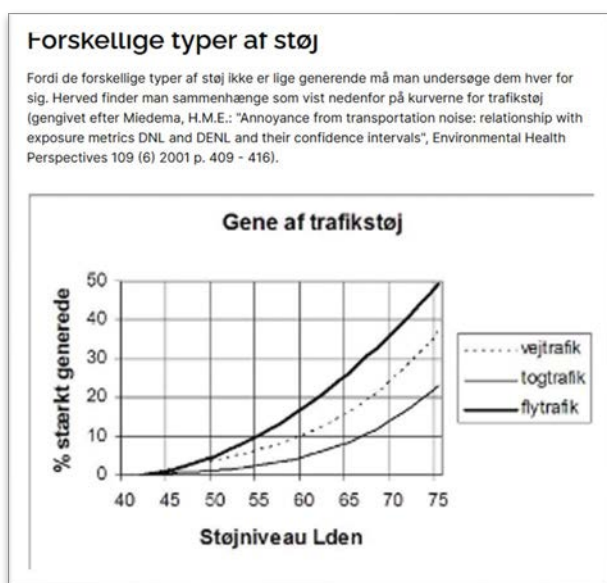 Forskellige typer af støj
Fordi de forskellige typer af støj ikke er lige generende må man undersøge dem hver for
sig. Herved finder man sammenhænge som vist nedenfor på kurverne for trafikstøj
(gengivet efter Miedema, H.M.E.: "Annoyance from transportation noise: relationship with
exposure metrics DNL and DENL and their confidence intervals", Environmental Health
Perspectives 109 (6) 2001 p. 409 - 416).
Gene af trafikstøj
% stærkt generede
50
40
30
20
10
0
40 45 50 55 60 65 70 75
Støjniveau Lden
vejtrafik
togtrafik
flytrafik